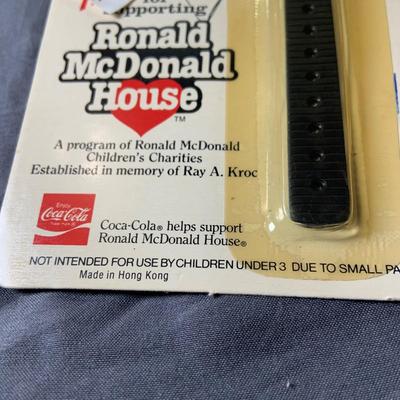 for
supporting
Ronald
McDonald
House
TM
A program of Ronald McDonald
Children's Charities
Established in memory of Ray A. Kroc
Enjoy
Coca-Cola
Coca-Cola® helps support
Ronald McDonald House®
NOT INTENDED FOR USE BY CHILDREN UNDER 3 DUE TO SMALL PA
Made in Hong Kong